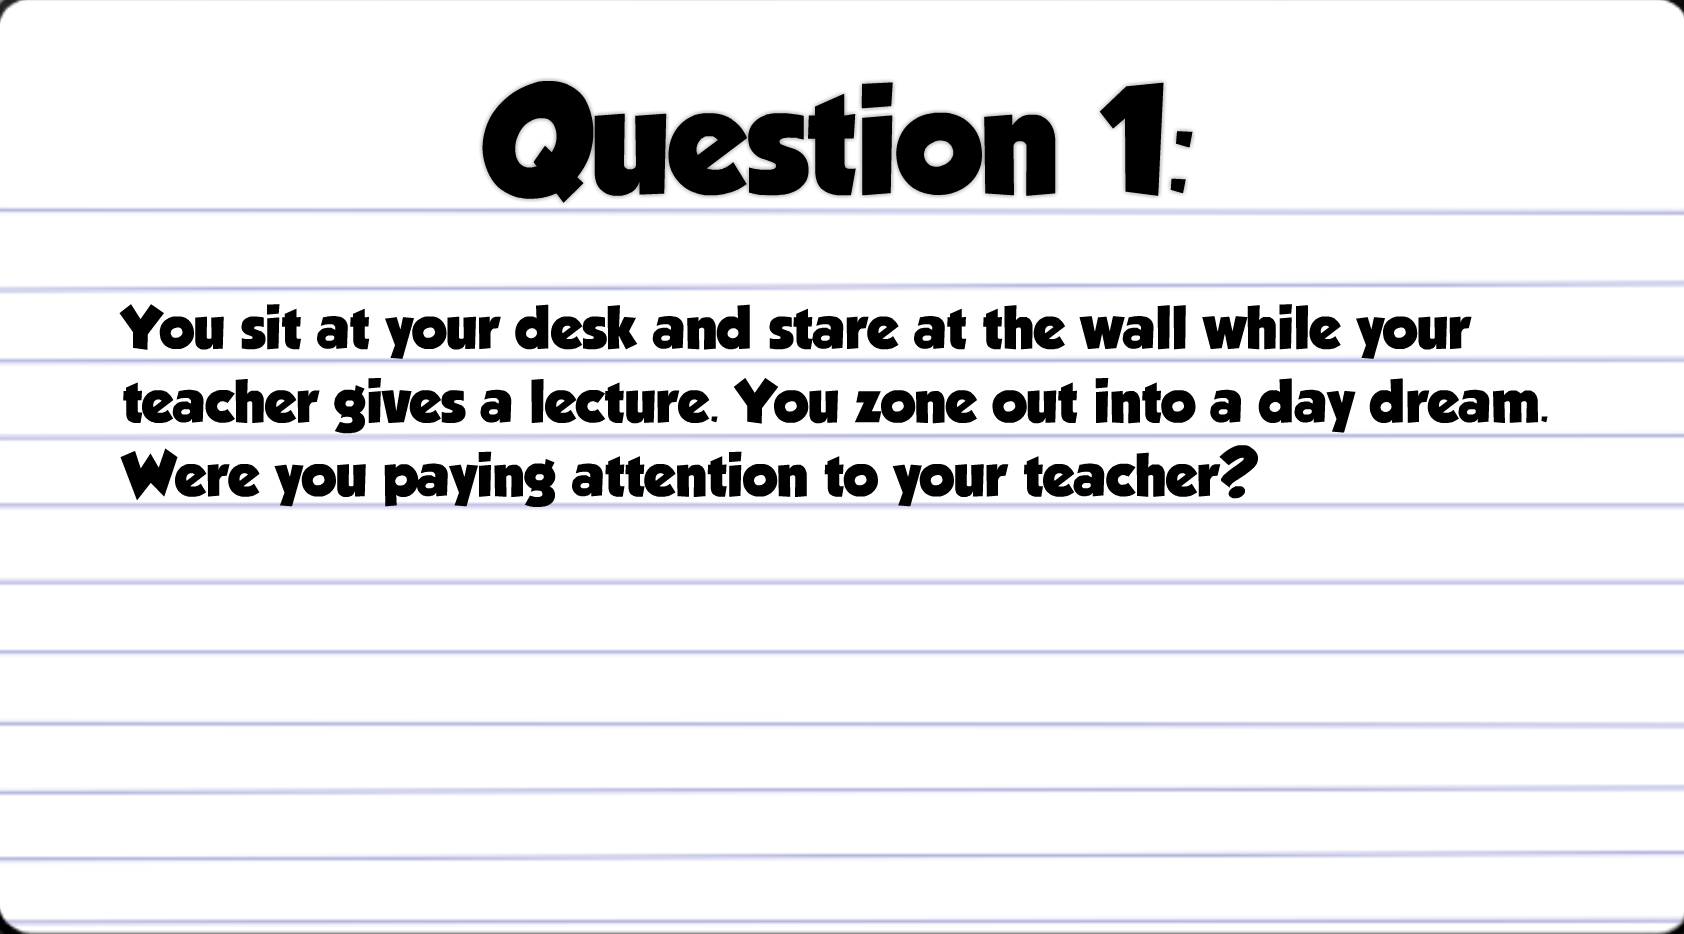 Question 1:
You sit at your desk and stare at the wall while your
teacher gives a lecture. You zone out into a day dream.
Were you paying attention to your teacher?